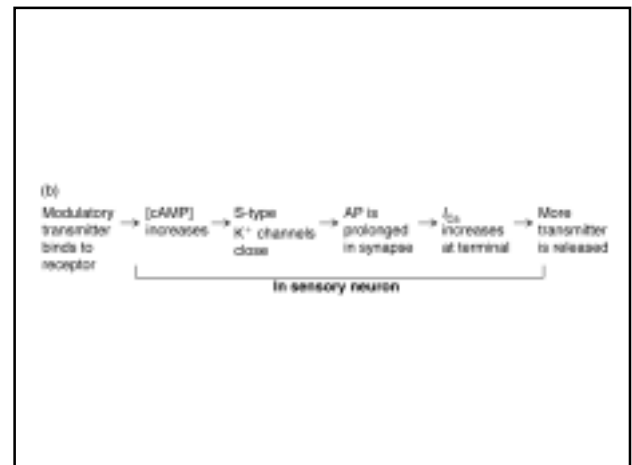 (b)
Modulatory
transmitter
binds to
receptor
[cAMP]
increases
S-type
K⁺ channels
close
AP is
prolonged
in synapse
I_Ca
increases
at terminal
More
transmitter
is released
In sensory neuron